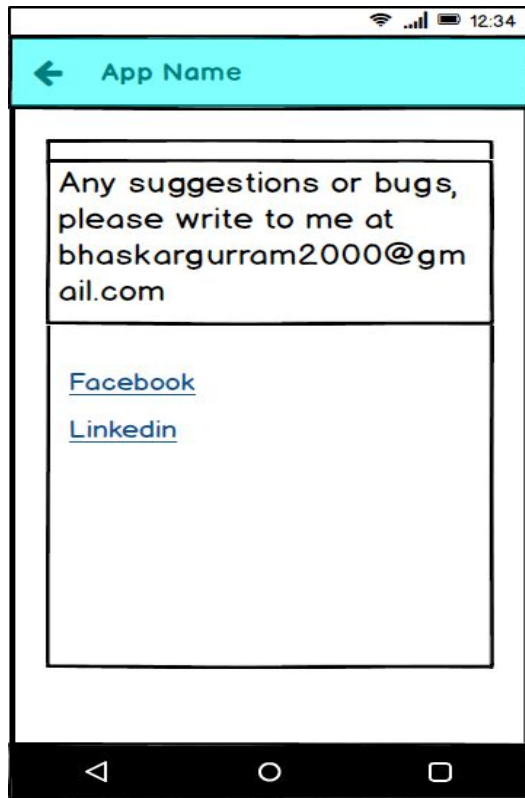 12:34
App Name
Any suggestions or bugs,
please write to me at
bhaskargurram2000@gm
ail.com
Facebook
Linkedin